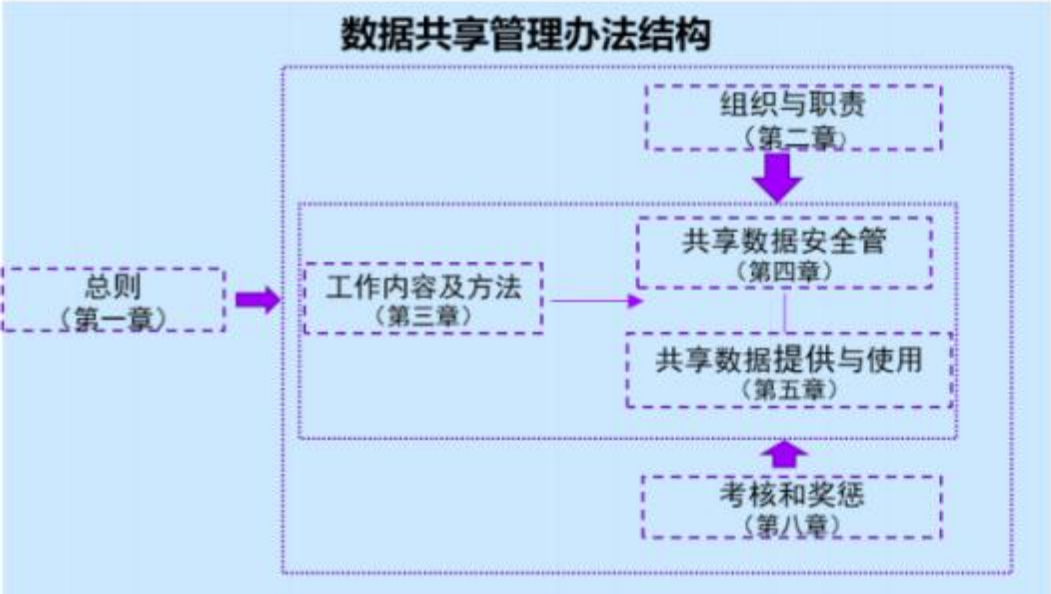 数据共享管理办法结构
组织与职责
（第二章）
共享数据安全管
（第四章）
总则
（第一章）
工作内容及方法
（第三章）
共享数据提供与使用
（第五章）
考核和奖惩
（第八章）